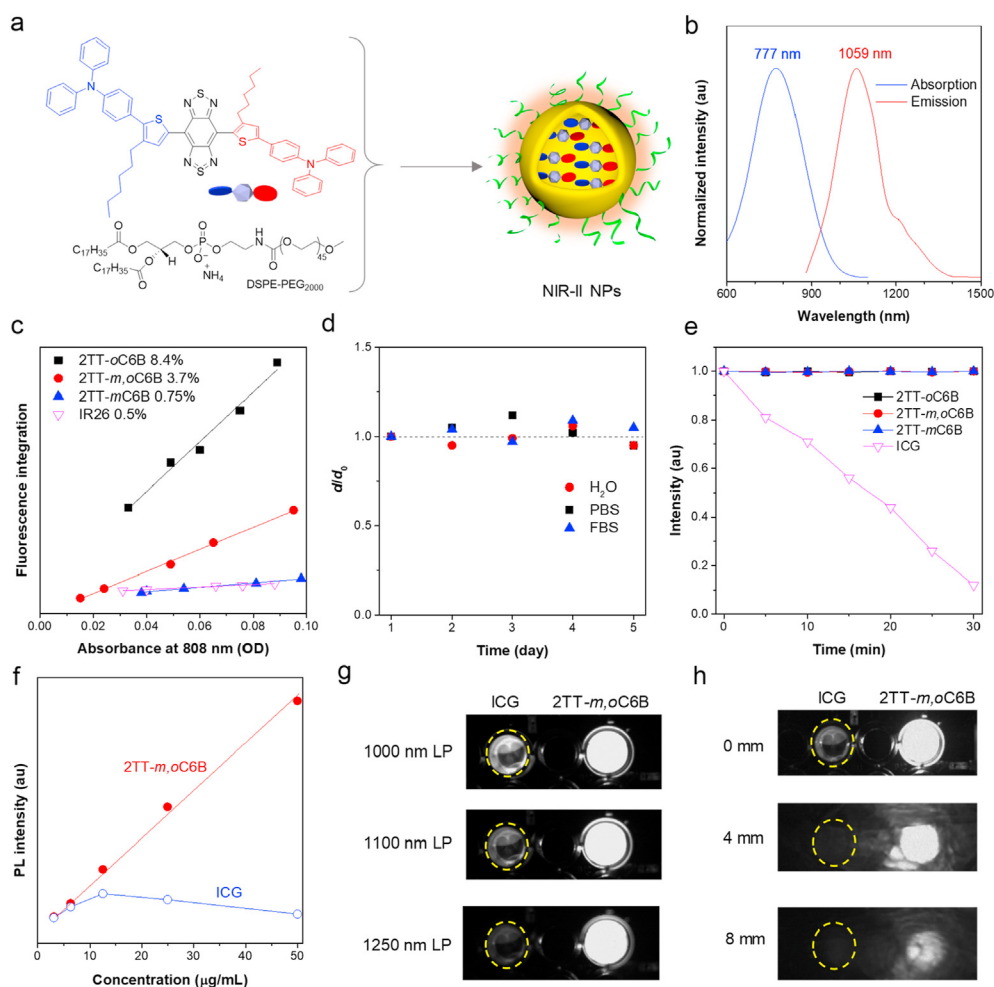 a
N
S
S
N
N
S
N
N
S
N
C17H35
O
O
O
P
O
O
O⁻
H
N
O
O
45
C17H35
O
H
O
+
NH4
DSPE-PEG2000
NIR-II NPs
b
777 nm
1059 nm
Absorption
Emission
Normalized intensity (au)
600 900 1200 1500
Wavelength (nm)
c
2TT-oC6B 8.4%
2TT-m,oC6B 3.7%
2TT-mC6B 0.75%
IR26 0.5%
Fluorescence integration
0.00 0.02 0.04 0.06 0.08 0.10
Absorbance at 808 nm (OD)
d
1.5
1.0
0.5
0.0
d/d0
H2O
PBS
FBS
1 2 3 4 5
Time (day)
e
1.0
0.8
0.6
0.4
0.2
0.0
Intensity (au)
2TT-oC6B
2TT-m,oC6B
2TT-mC6B
ICG
0 10 20 30
Time (min)
f
PL intensity (au)
2TT-m,oC6B
ICG
0 10 20 30 40 50
Concentration (μg/mL)
g
ICG 2TT-m,oC6B
1000 nm LP
1100 nm LP
1250 nm LP
h
ICG 2TT-m,oC6B
0 mm
4 mm
8 mm